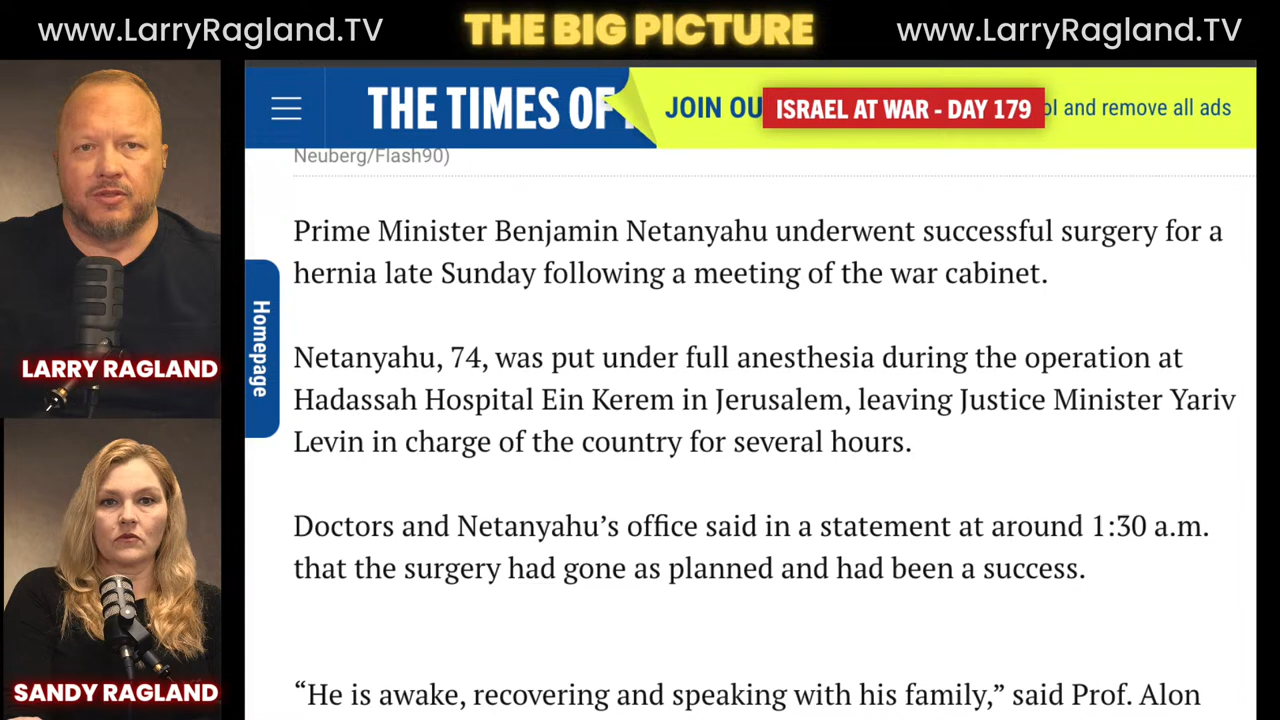 www.LarryRagland.TV
THE BIG PICTURE
www.LarryRagland.TV
THE TIMES OF
JOIN OU
ISRAEL AT WAR - DAY 179
and remove all ads
Neuberg/Flash90)
Homepage
Prime Minister Benjamin Netanyahu underwent successful surgery for a
hernia late Sunday following a meeting of the war cabinet.
Netanyahu, 74, was put under full anesthesia during the operation at
Hadassah Hospital Ein Kerem in Jerusalem, leaving Justice Minister Yariv
Levin in charge of the country for several hours.
Doctors and Netanyahu’s office said in a statement at around 1:30 a.m.
that the surgery had gone as planned and had been a success.
“He is awake, recovering and speaking with his family,” said Prof. Alon
LARRY RAGLAND
SANDY RAGLAND